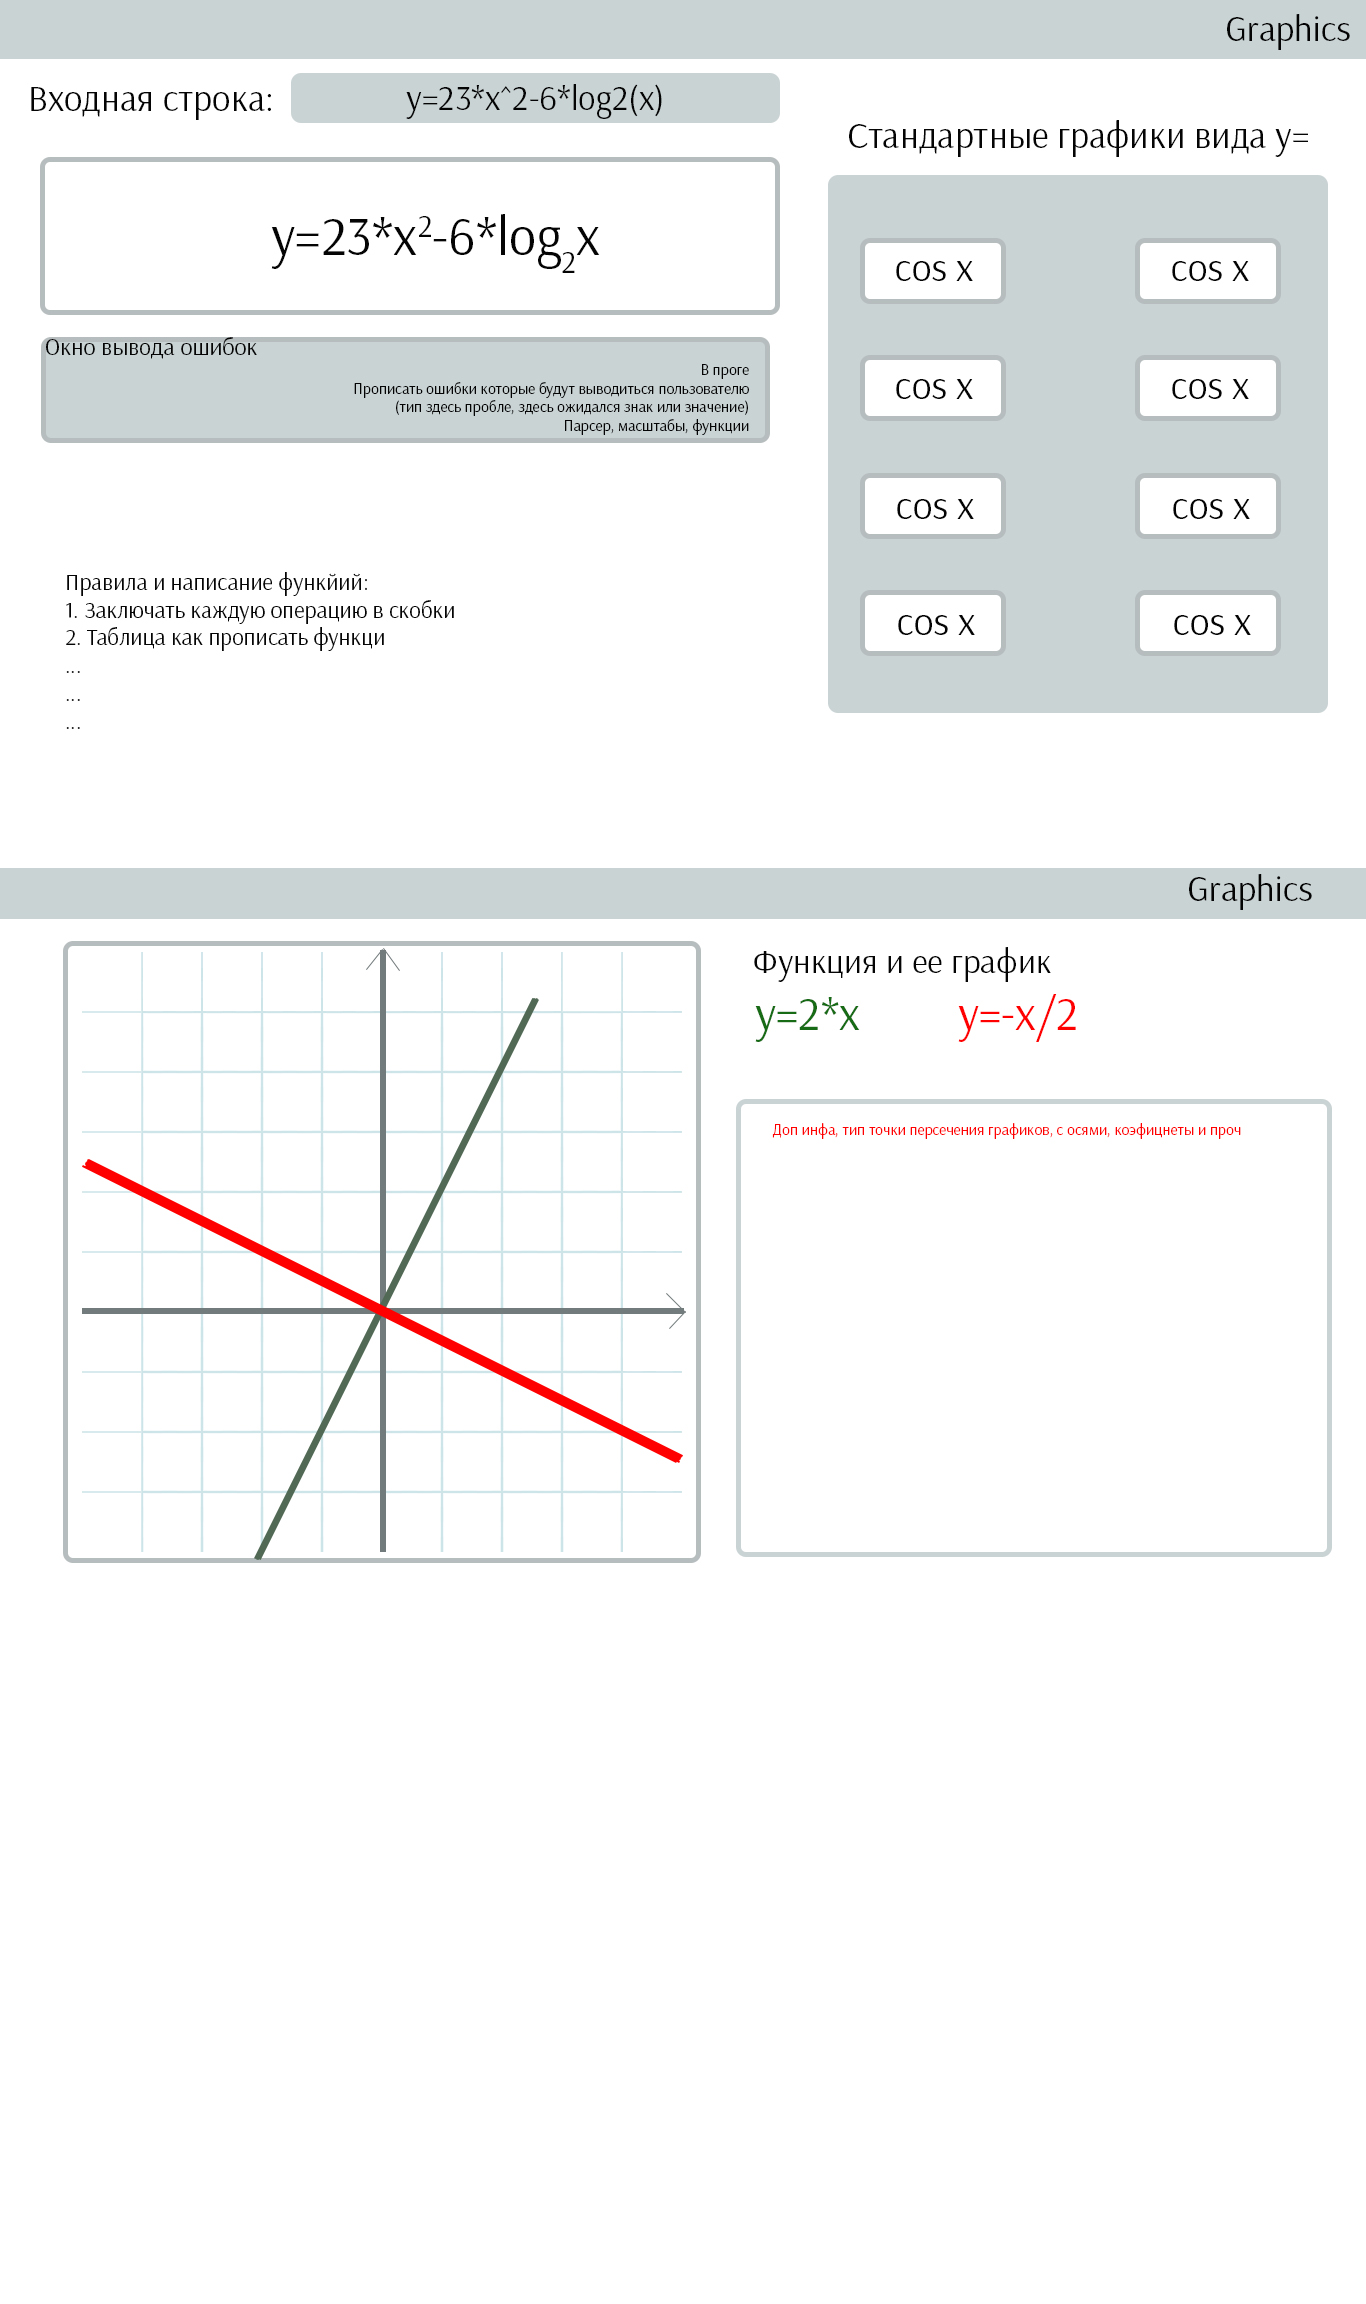 Graphics
Входная строка:
y=23*x^2-6*log2(x)
y=23*x²-6*log₂x
Окно вывода ошибок
В проге
Прописать ошибки которые будут выводиться пользователю
(тип здесь пробле, здесь ожидался знак или значение)
Парсер, масштабы, функции
Правила и написание функйий:
1. Заключать каждую операцию в скобки
2. Таблица как прописать функци
...
...
...
Стандартные графики вида y=
cos x
cos x
cos x
cos x
cos x
cos x
cos x
cos x
Graphics
Функция и ее график
y=2*x
y=-x/2
Доп инфа, тип точки персечения графиков, с осями, коэфицнеты и проч